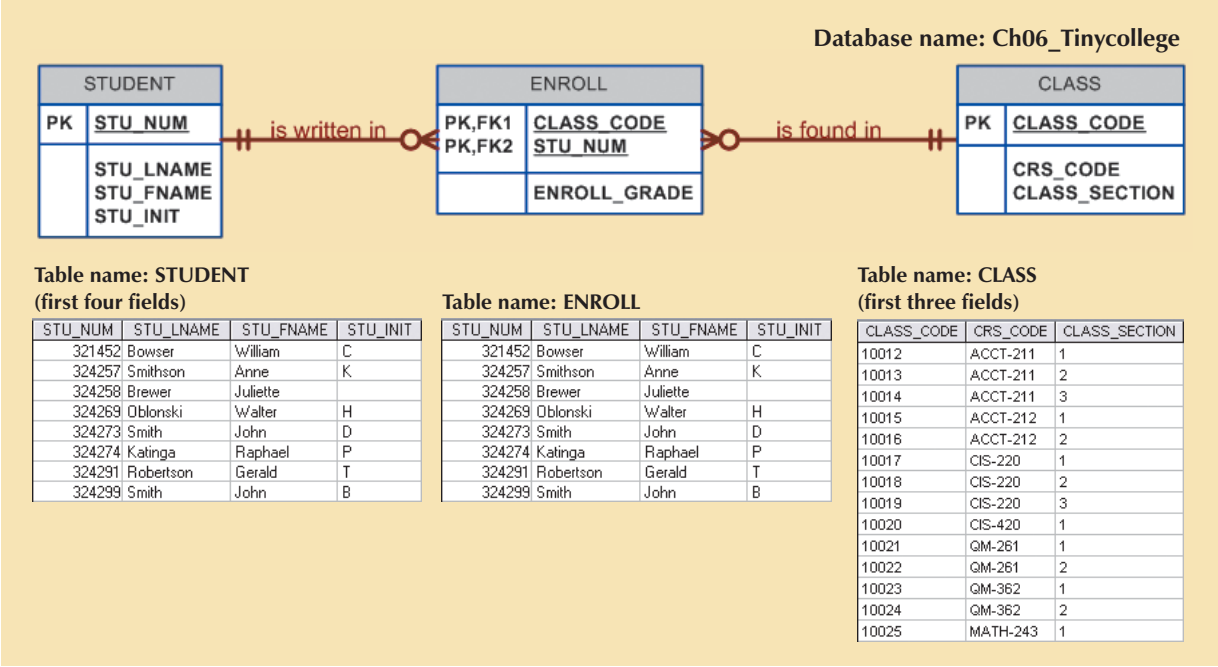 Database name: Ch06_Tinycollege
STUDENT
PK STU_NUM
STU_LNAME
STU_FNAME
STU_INIT
is written in
ENROLL
PK,FK1 CLASS_CODE
PK,FK2 STU_NUM
ENROLL_GRADE
is found in
CLASS
PK CLASS_CODE
CRS_CODE
CLASS_SECTION
Table name: STUDENT
(first four fields)
STU_NUM STU_LNAME STU_FNAME STU_INIT
321452 Bowser William C
324257 Smithson Anne K
324258 Brewer Juliette
324269 Oblonski Walter H
324273 Smith John D
324274 Katinga Raphael P
324291 Robertson Gerald T
324299 Smith John B
Table name: ENROLL
STU_NUM STU_LNAME STU_FNAME STU_INIT
321452 Bowser William C
324257 Smithson Anne K
324258 Brewer Juliette
324269 Oblonski Walter H
324273 Smith John D
324274 Katinga Raphael P
324291 Robertson Gerald T
324299 Smith John B
Table name: CLASS
(first three fields)
CLASS_CODE CRS_CODE CLASS_SECTION
10012 ACCT-211 1
10013 ACCT-211 2
10014 ACCT-211 3
10015 ACCT-212 1
10016 ACCT-212 2
10017 CIS-220 1
10018 CIS-220 2
10019 CIS-220 3
10020 CIS-420 1
10021 QM-261 1
10022 QM-261 2
10023 QM-362 1
10024 QM-362 2
10025 MATH-243 1